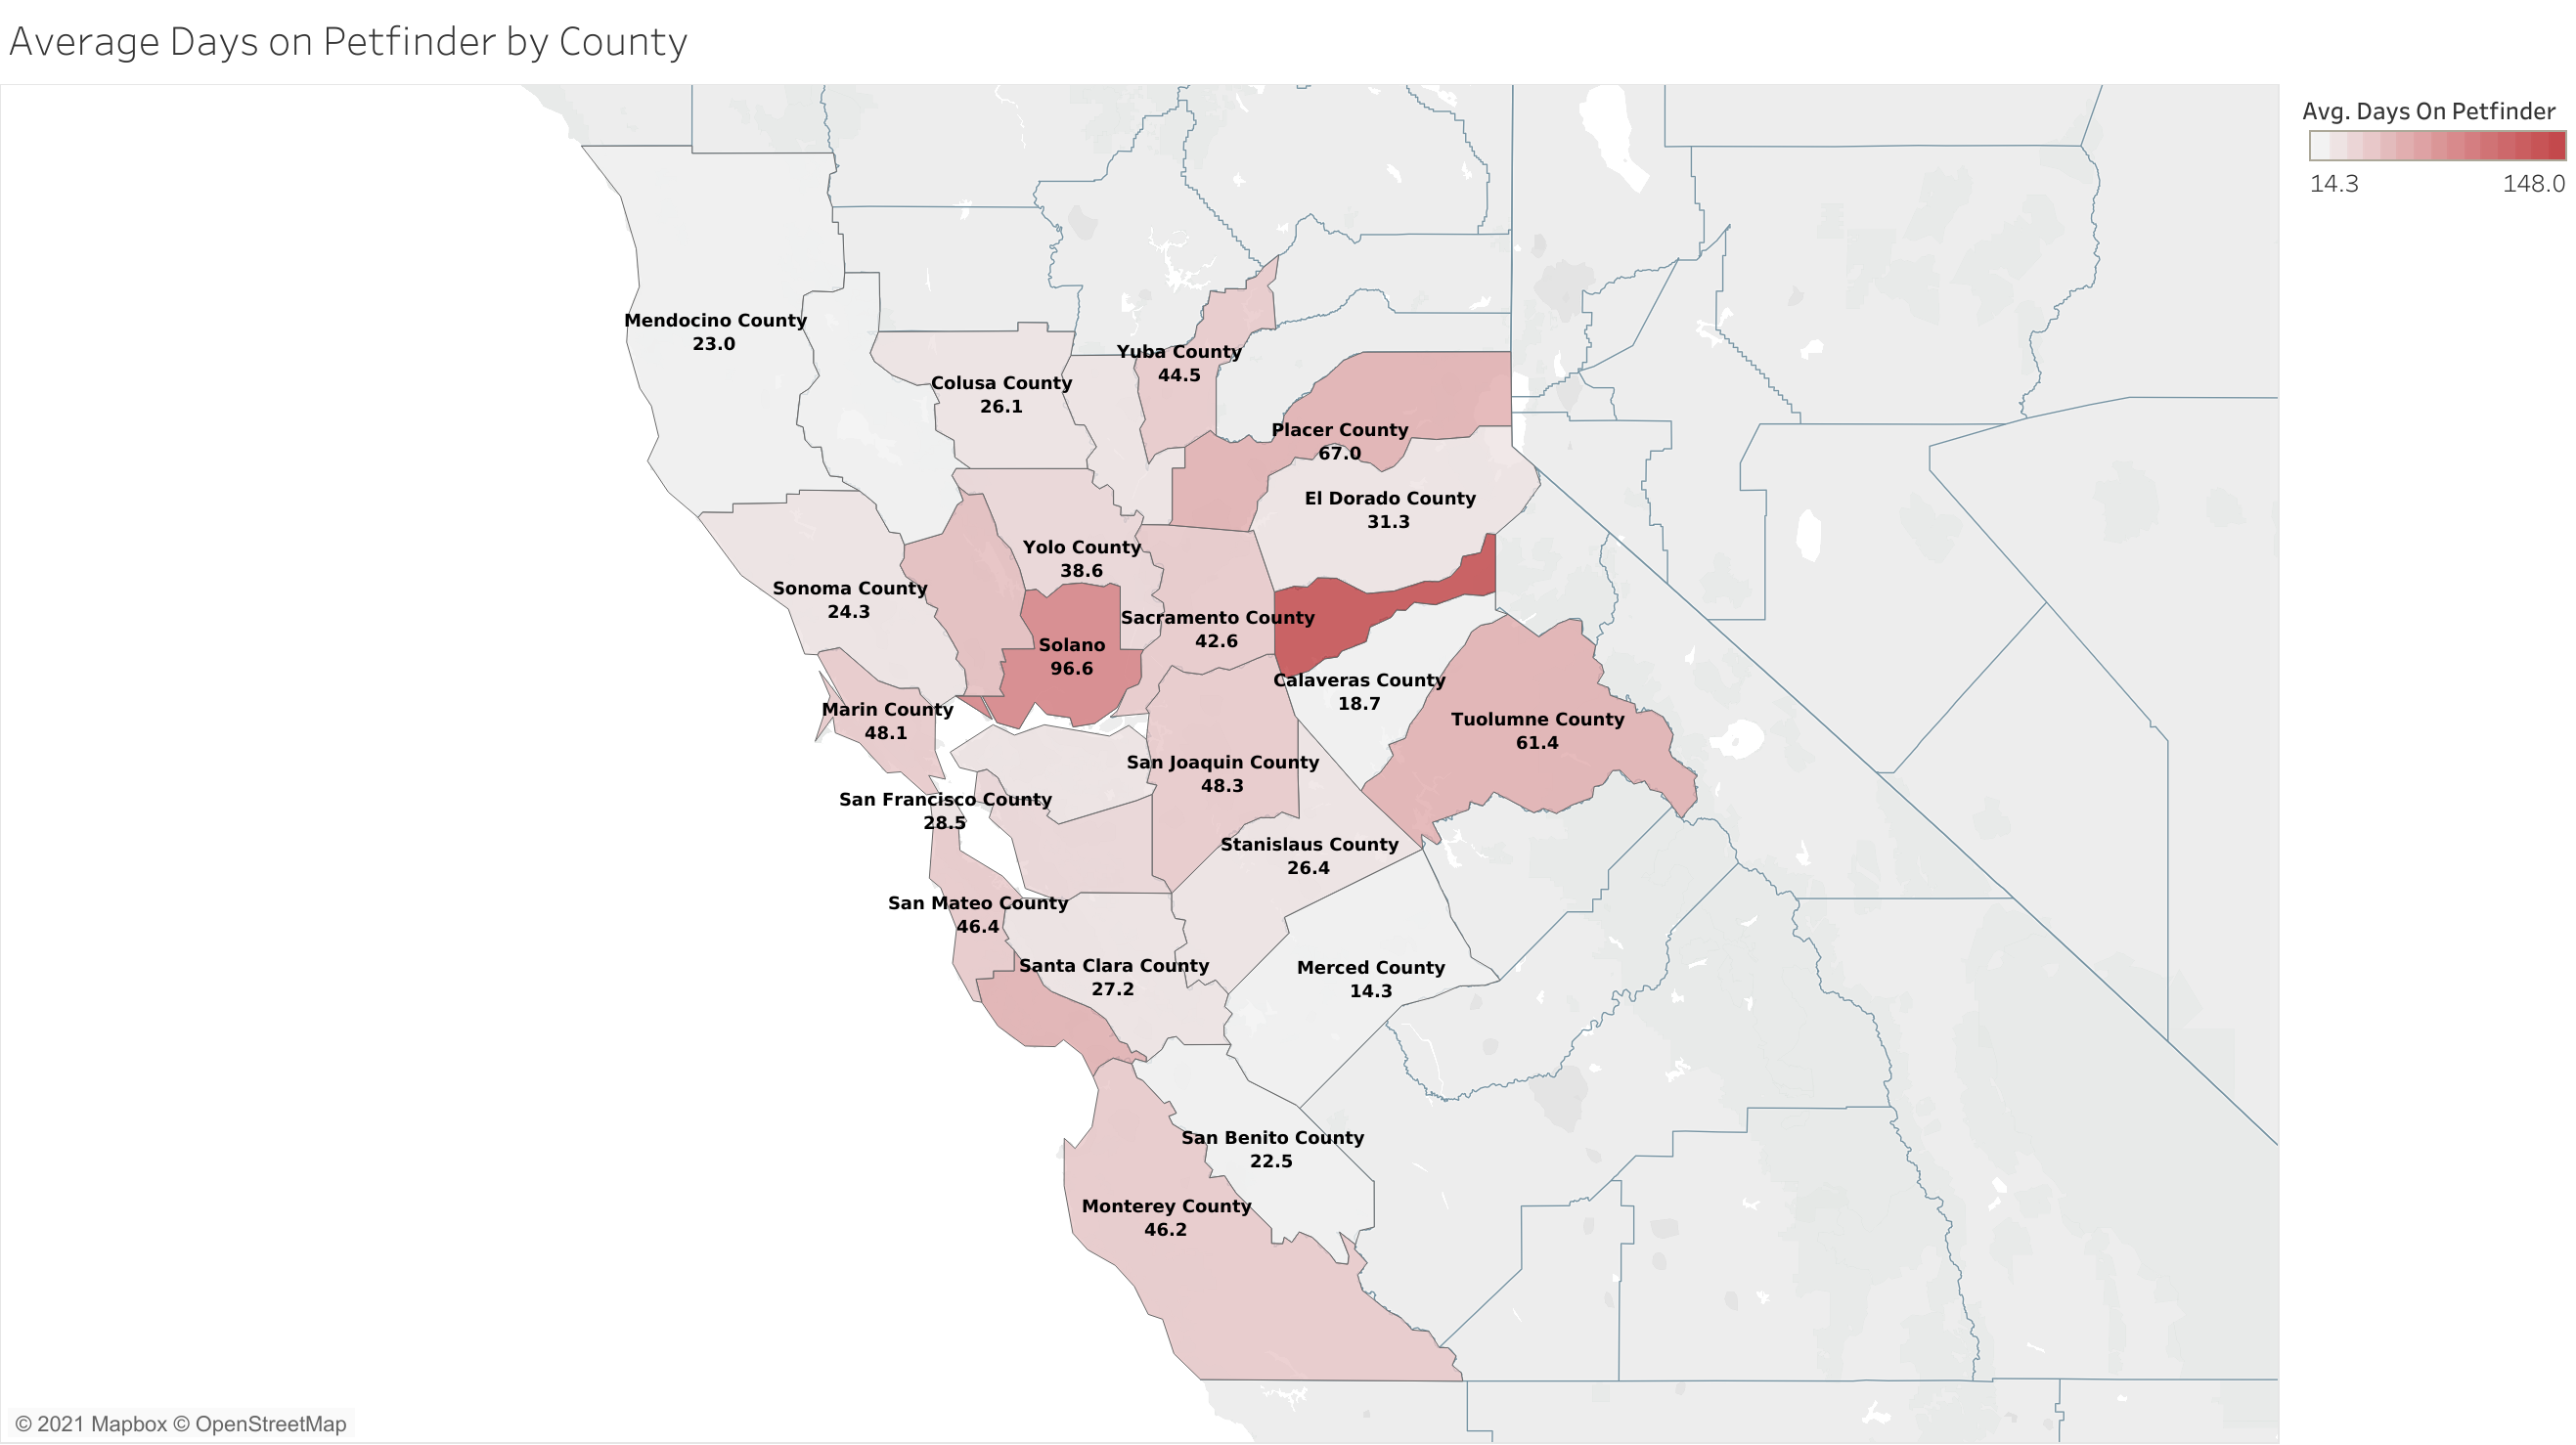 Average Days on Petfinder by County
Avg. Days On Petfinder
14.3 148.0
Mendocino County
23.0
Yuba County
44.5
Colusa County
26.1
Placer County
67.0
El Dorado County
31.3
Yolo County
38.6
Sonoma County
24.3
Sacramento County
42.6
Solano
96.6
Calaveras County
18.7
Marin County
48.1
Tuolumne County
61.4
San Joaquin County
48.3
San Francisco County
28.5
Stanislaus County
26.4
San Mateo County
46.4
Santa Clara County
27.2
Merced County
14.3
San Benito County
22.5
Monterey County
46.2
© 2021 Mapbox © OpenStreetMap